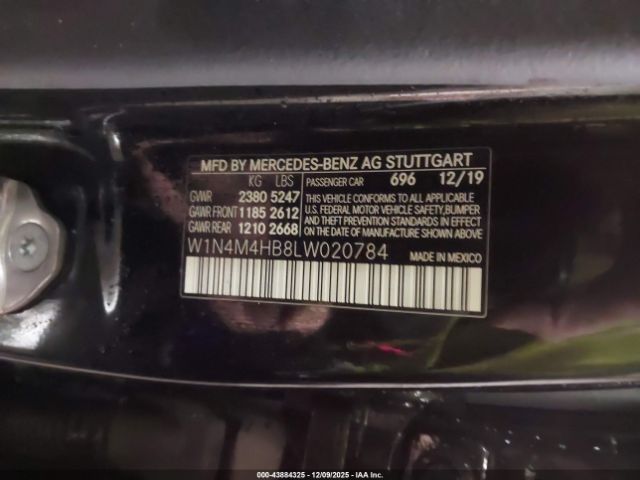 MFD BY MERCEDES-BENZ AG STUTTGART
KG LBS PASSENGER CAR 696 12/19
GVWR 2380 5247 THIS VEHICLE CONFORMS TO ALL APPLICABLE
GAWR FRONT 1185 2612 U.S. FEDERAL MOTOR VEHICLE SAFETY, BUMPER
GAWR REAR 1210 2668 AND THEFT PREVENTION STANDARDS IN EFFECT
ON THE DATE OF MANUFACTURE SHOWN ABOVE.
W1N4M4HB8LW020784 MADE IN MEXICO
000-43884325 - 12/09/2025 - IAA Inc.